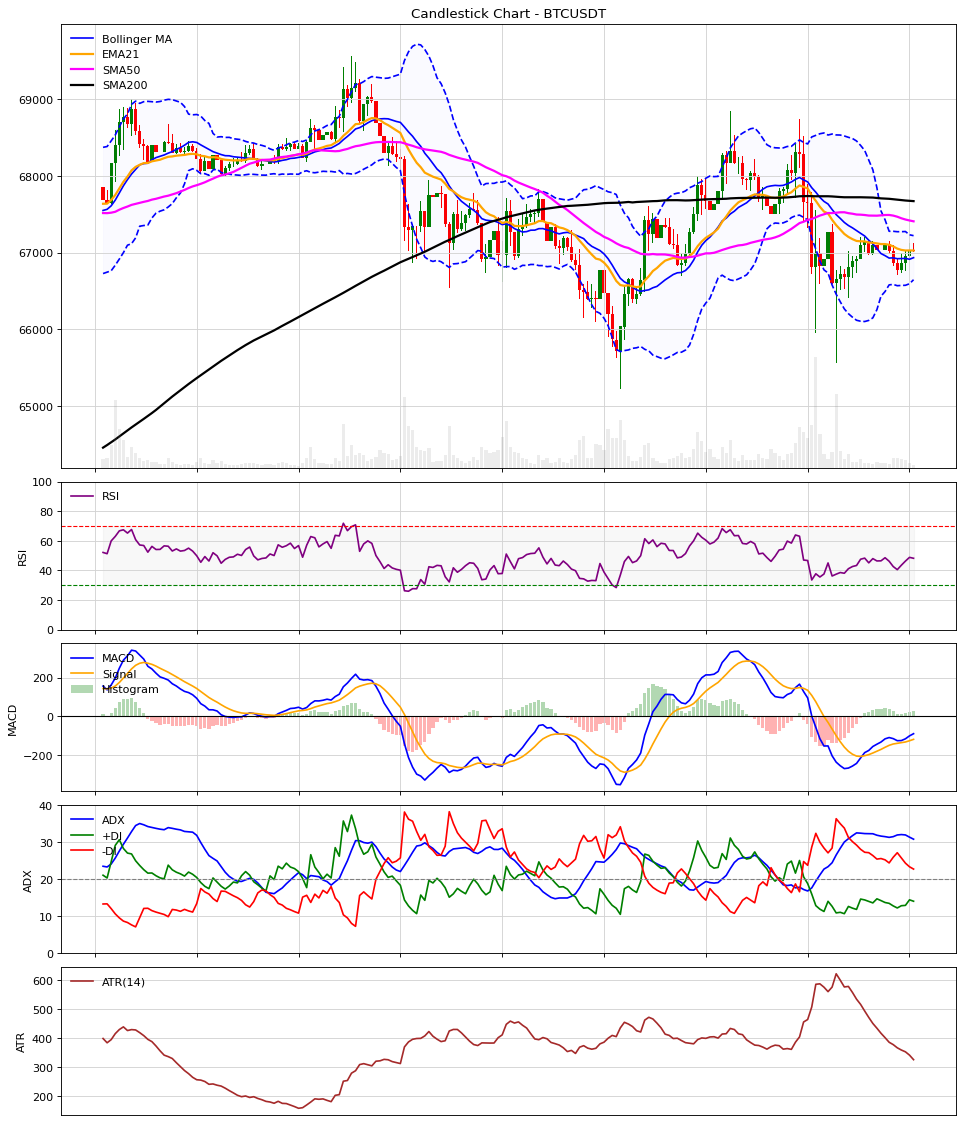 Candlestick Chart - BTCUSDT
Bollinger MA
EMA21
SMA50
SMA200
69000
68000
67000
66000
65000
RSI
100
80
60
40
20
0
RSI
MACD
Signal
Histogram
200
0
−200
MACD
ADX
+DI
-DI
40
30
20
10
0
ADX
ATR(14)
600
500
400
300
200
ATR